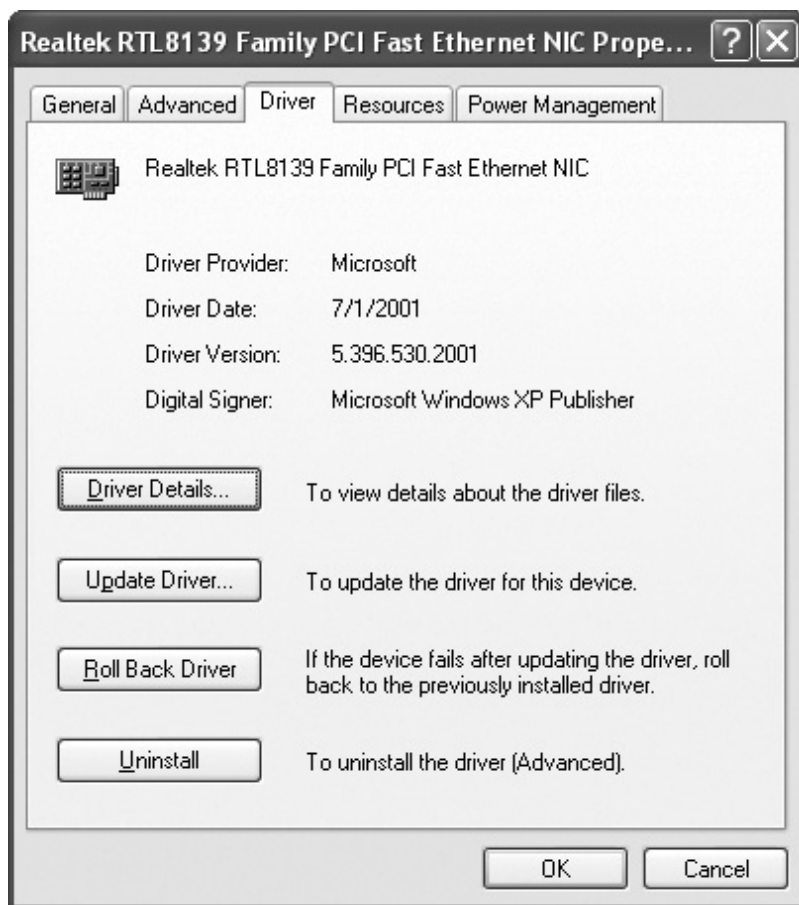 Realtek RTL8139 Family PCI Fast Ethernet NIC Prope...
General Advanced Driver Resources Power Management
Realtek RTL8139 Family PCI Fast Ethernet NIC
Driver Provider: Microsoft
Driver Date: 7/1/2001
Driver Version: 5.396.530.2001
Digital Signer: Microsoft Windows XP Publisher
Driver Details... To view details about the driver files.
Update Driver... To update the driver for this device.
Roll Back Driver If the device fails after updating the driver, roll
back to the previously installed driver.
Uninstall To uninstall the driver (Advanced).
OK Cancel